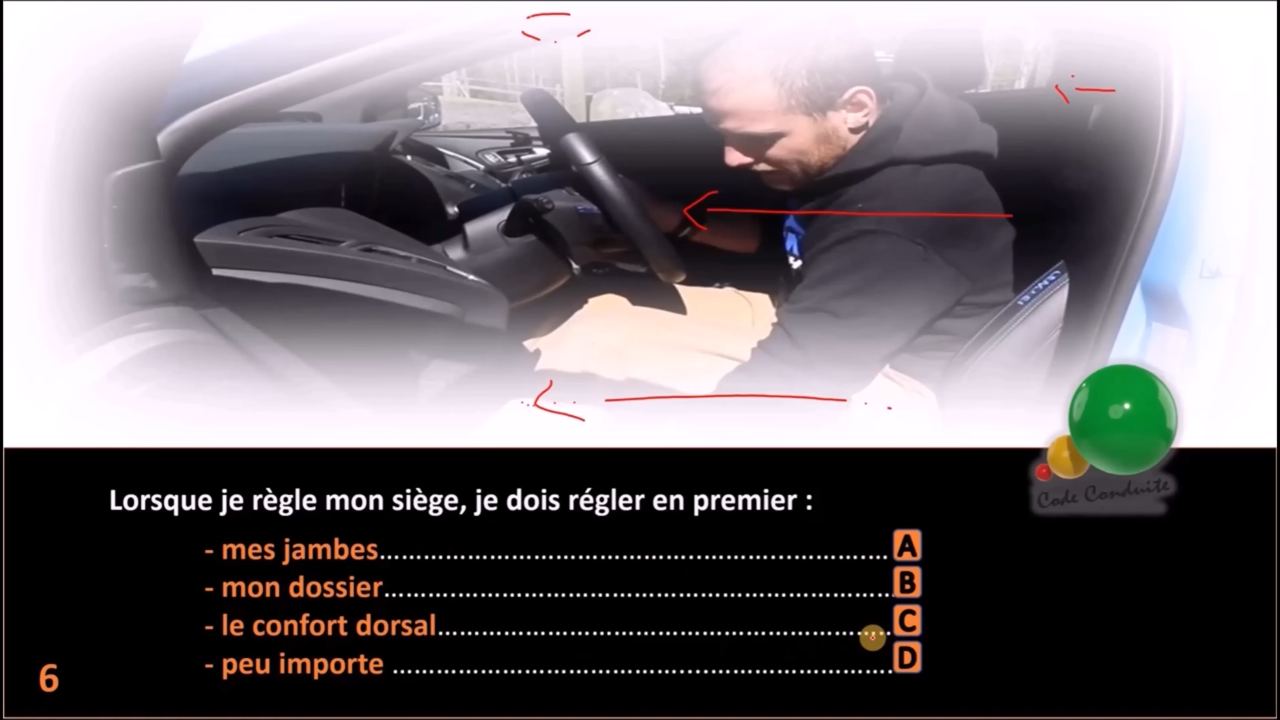 Code Conduite
Lorsque je règle mon siège, je dois régler en premier :
- mes jambes.......................................................................... A
- mon dossier.......................................................................... B
- le confort dorsal................................................................. C
- peu importe ........................................................................ D
6